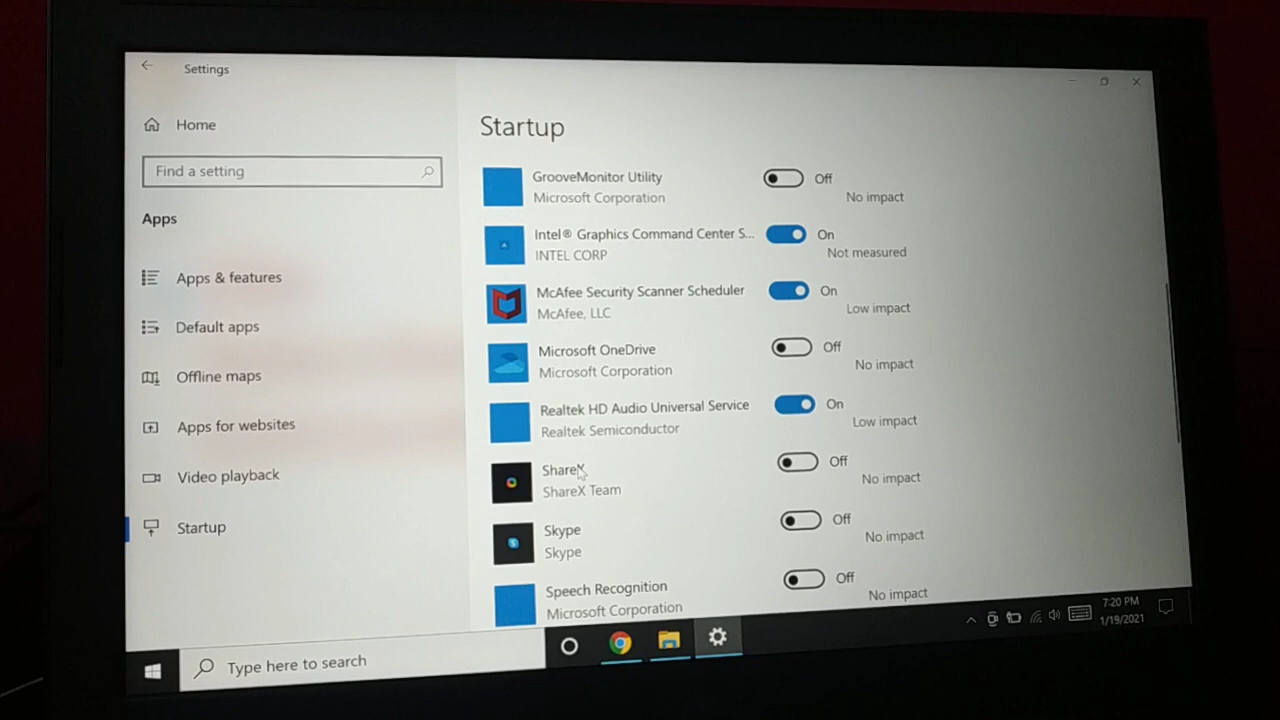 Settings
Home
Find a setting
Apps
Apps & features
Default apps
Offline maps
Apps for websites
Video playback
Startup
Startup
GrooveMonitor Utility
Microsoft Corporation
Off
No impact
Intel® Graphics Command Center S...
INTEL CORP
On
Not measured
McAfee Security Scanner Scheduler
McAfee, LLC
On
Low impact
Microsoft OneDrive
Microsoft Corporation
Off
No impact
Realtek HD Audio Universal Service
Realtek Semiconductor
On
Low impact
ShareX
ShareX Team
Off
No impact
Skype
Skype
Off
No impact
Speech Recognition
Microsoft Corporation
Off
No impact
Type here to search
7:20 PM
1/19/2021